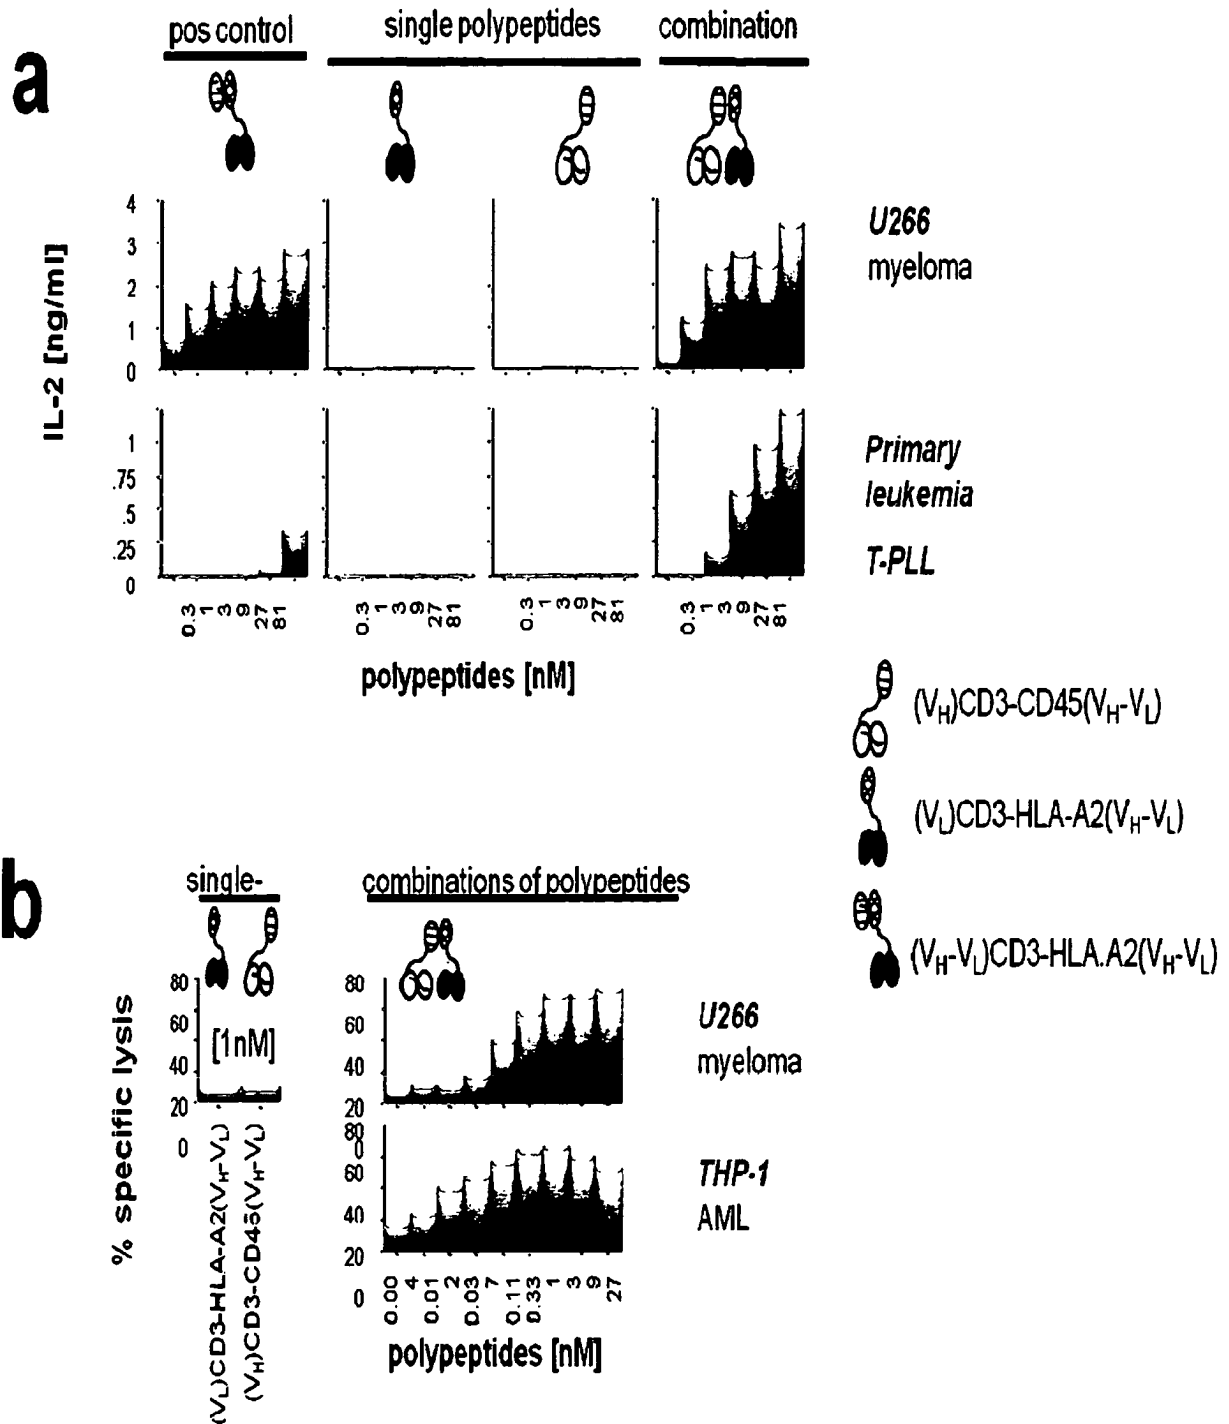 a
pos control
single polypeptides
combination
IL-2 [ng/ml]
4
3
2
1
0
U266
myeloma
1
.75
.5
.25
0
Primary
leukemia
T-PLL
0.3 1 3 9 27 81
0.3 1 3 9 27 81
0.3 1 3 9 27 81
0.3 1 3 9 27 81
polypeptides [nM]
(VH)CD3-CD45(VH-VL)
(VL)CD3-HLA-A2(VH-VL)
(VH-VL)CD3-HLA.A2(VH-VL)
b
single-
combinations of polypeptides
% specific lysis
80
60
40
20
0
[1nM]
(VL)CD3-HLA-A2(VH-VL)
(VH)CD3-CD45(VH-VL)
80
60
40
20
0
U266
myeloma
80
60
40
20
0
THP-1
AML
0.00 4 0.01 2 0.03 7 0.11 0.33 1 3 9 27
polypeptides [nM]